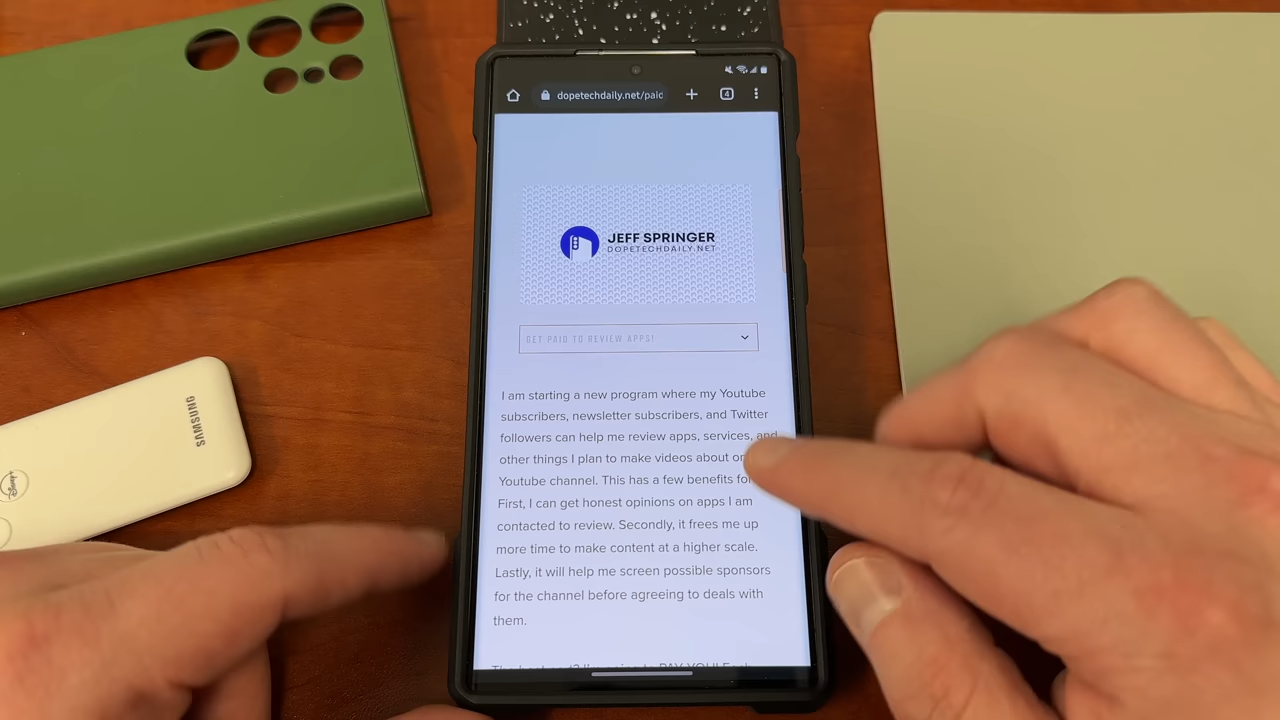 4
dopetechdaily.net/paid
JEFF SPRINGER
DOPETECHDAILY.NET
GET PAID TO REVIEW APPS!
I am starting a new program where my Youtube
subscribers, newsletter subscribers, and Twitter
followers can help me review apps, services, and
other things I plan to make videos about
Youtube channel. This has a few benefits for
First, I can get honest opinions on apps I am
contacted to review. Secondly, it frees me up
more time to make content at a higher scale.
Lastly, it will help me screen possible sponsors
for the channel before agreeing to deals with
them.
SAMSUNG